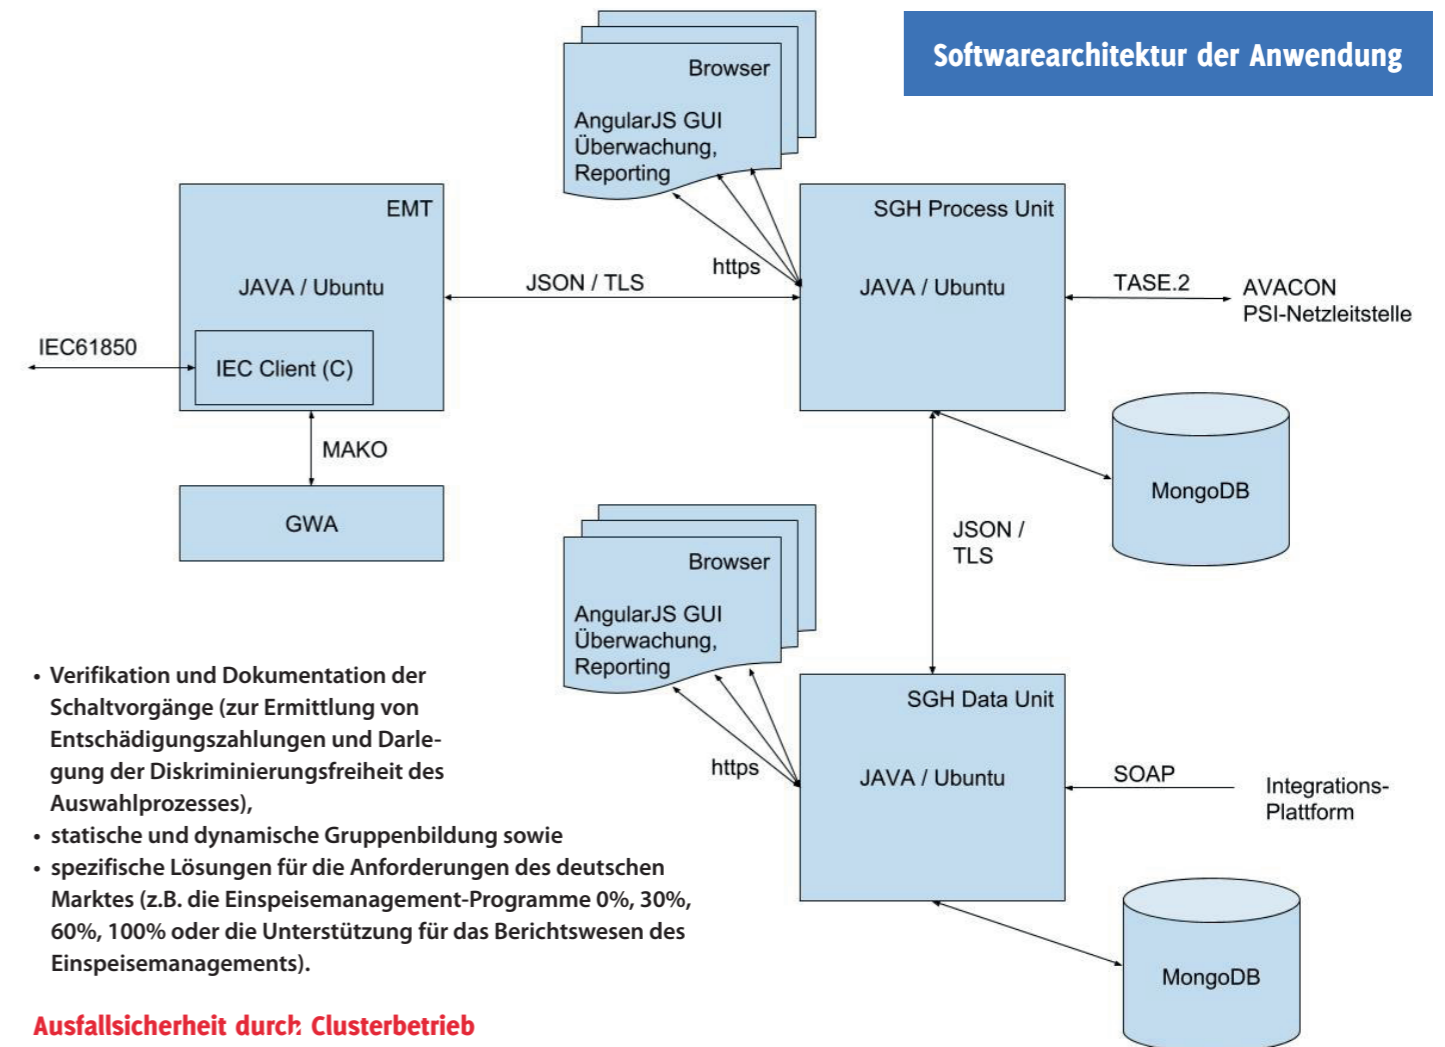 Softwarearchitektur der Anwendung
Browser
AngularJS GUI
Überwachung,
Reporting
EMT
JAVA / Ubuntu
IEC Client (C)
IEC61850
MAKO
GWA
JSON / TLS
https
SGH Process Unit
JAVA / Ubuntu
TASE.2
AVACON
PSI-Netzleitstelle
MongoDB
JSON /
TLS
Browser
AngularJS GUI
Überwachung,
Reporting
https
SGH Data Unit
JAVA / Ubuntu
SOAP
Integrations-
Plattform
MongoDB
• Verifikation und Dokumentation der
Schaltvorgänge (zur Ermittlung von
Entschädigungszahlungen und Darle-
gung der Diskriminierungsfreiheit des
Auswahlprozesses),
• statische und dynamische Gruppenbildung sowie
• spezifische Lösungen für die Anforderungen des deutschen
Marktes (z.B. die Einspeisemanagement-Programme 0%, 30%,
60%, 100% oder die Unterstützung für das Berichtswesen des
Einspeisemanagements).
Ausfallsicherheit durch Clusterbetrieb